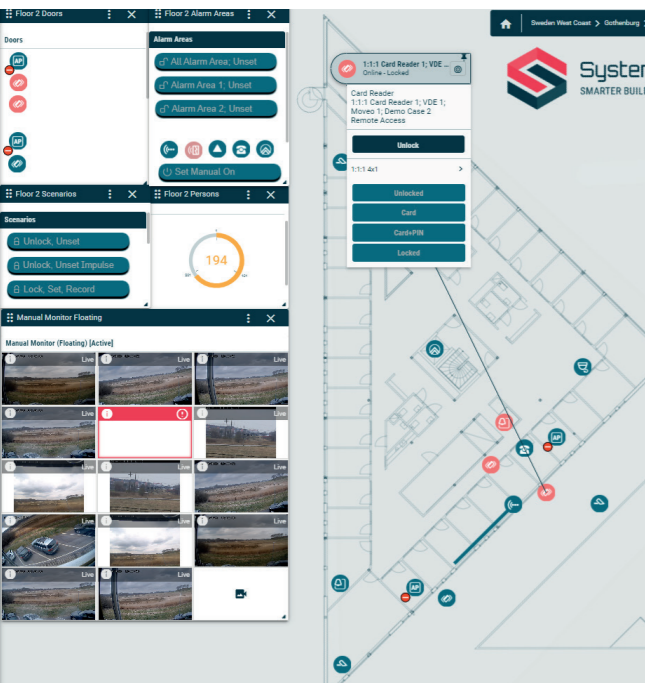 Floor 2 Doors
Doors
AP
AP
Floor 2 Alarm Areas
Alarm Areas
All Alarm Area; Unset
Alarm Area 1; Unset
Alarm Area 2; Unset
Set Manual On
Floor 2 Scenarios
Scenarios
Unlock, Unset
Unlock, Unset Impulse
Lock, Set, Record
Floor 2 Persons
194
Manual Monitor Floating
Manual Monitor (Floating) [Active]
Live
Live
Live
Live
Live
Live
Live
Live
Live
Live
Live
Live
Live
Sweden West Coast > Gothenburg >
System
SMARTER BUIL
1:1:1 Card Reader 1; VDE ...
Online - Locked
Card Reader
1:1:1 Card Reader 1; VDE 1;
Moveo 1; Demo Case 2
Remote Access
Unlock
1:1:1 4x1
Unlocked
Card
Card+PIN
Locked
AP
AP